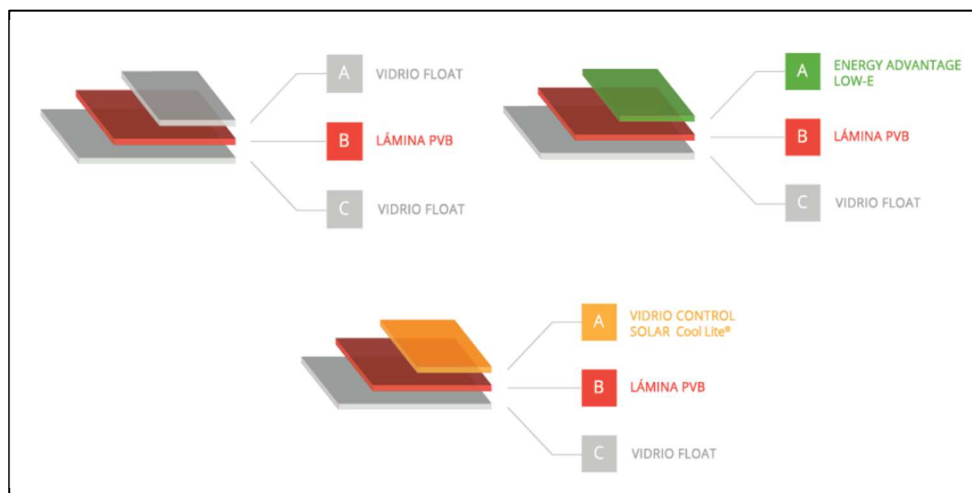 A
VIDRIO FLOAT
B
LÁMINA PVB
C
VIDRIO FLOAT
A
ENERGY ADVANTAGE
LOW-E
B
LÁMINA PVB
C
VIDRIO FLOAT
A
VIDRIO CONTROL
SOLAR Cool Lite®
B
LÁMINA PVB
C
VIDRIO FLOAT